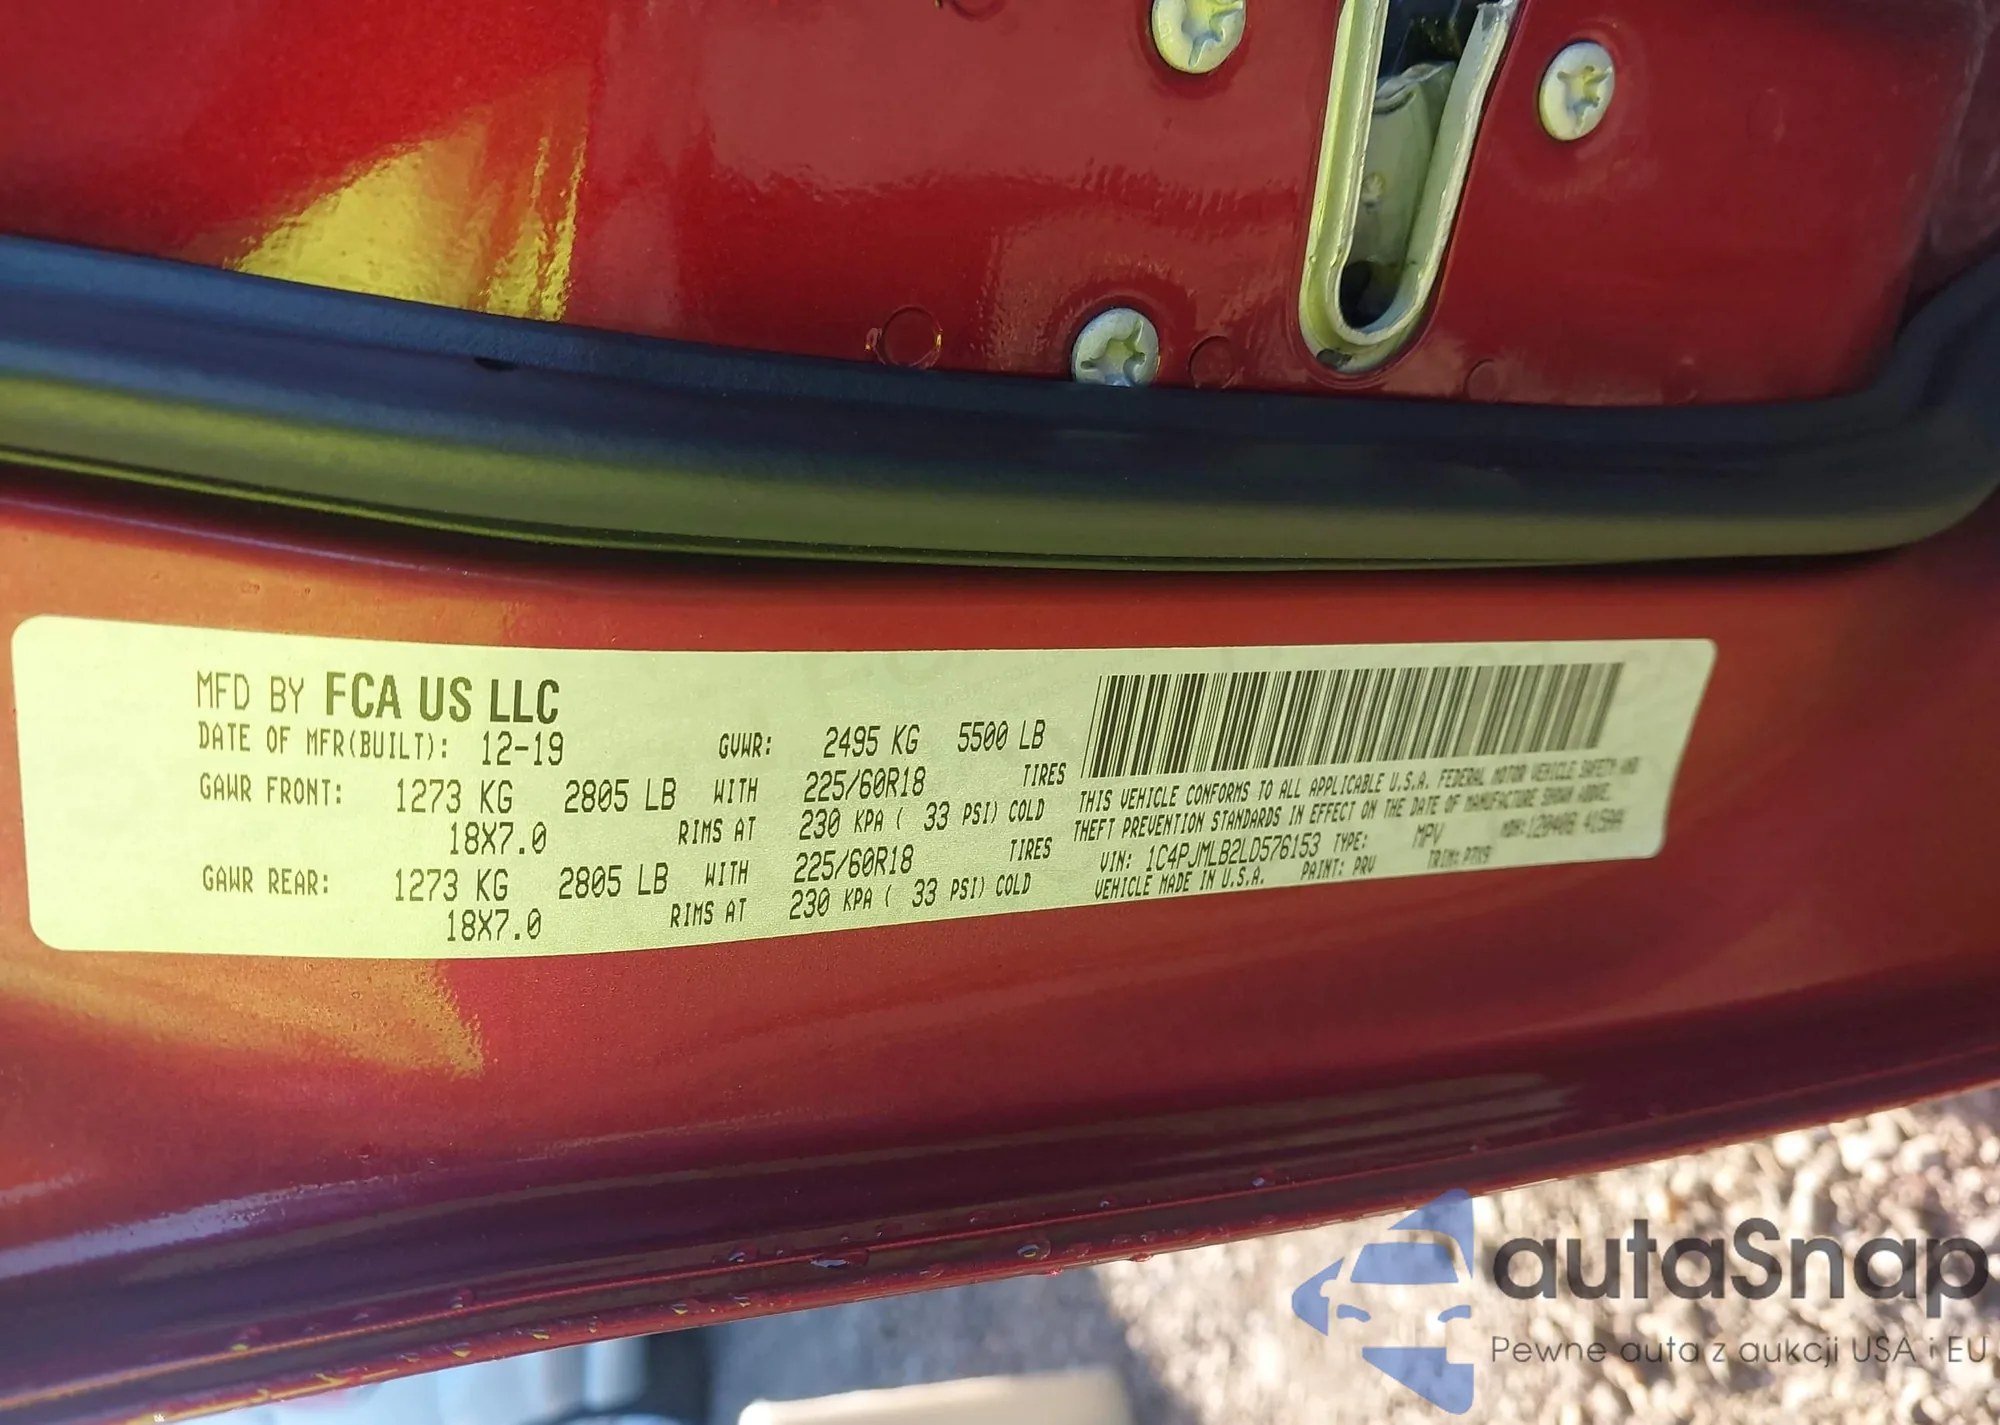 MFD BY FCA US LLC
DATE OF MFR(BUILT): 12-19 GVWR: 2495 KG 5500 LB
GAWR FRONT: 1273 KG 2805 LB WITH 225/60R18 TIRES
18X7.0 RIMS AT 230 KPA ( 33 PSI) COLD
GAWR REAR: 1273 KG 2805 LB WITH 225/60R18 TIRES
18X7.0 RIMS AT 230 KPA ( 33 PSI) COLD
THIS VEHICLE CONFORMS TO ALL APPLICABLE U.S.A. FEDERAL MOTOR VEHICLE SAFETY AND
THEFT PREVENTION STANDARDS IN EFFECT ON THE DATE OF MANUFACTURE SHOWN ABOVE.
VIN: 1C4PJMLB2LD576153 TYPE: MPV
VEHICLE MADE IN U.S.A. PAINT: PRV TRIM: P7X9
autaSnap
Pewne auta z aukcji USA i EU